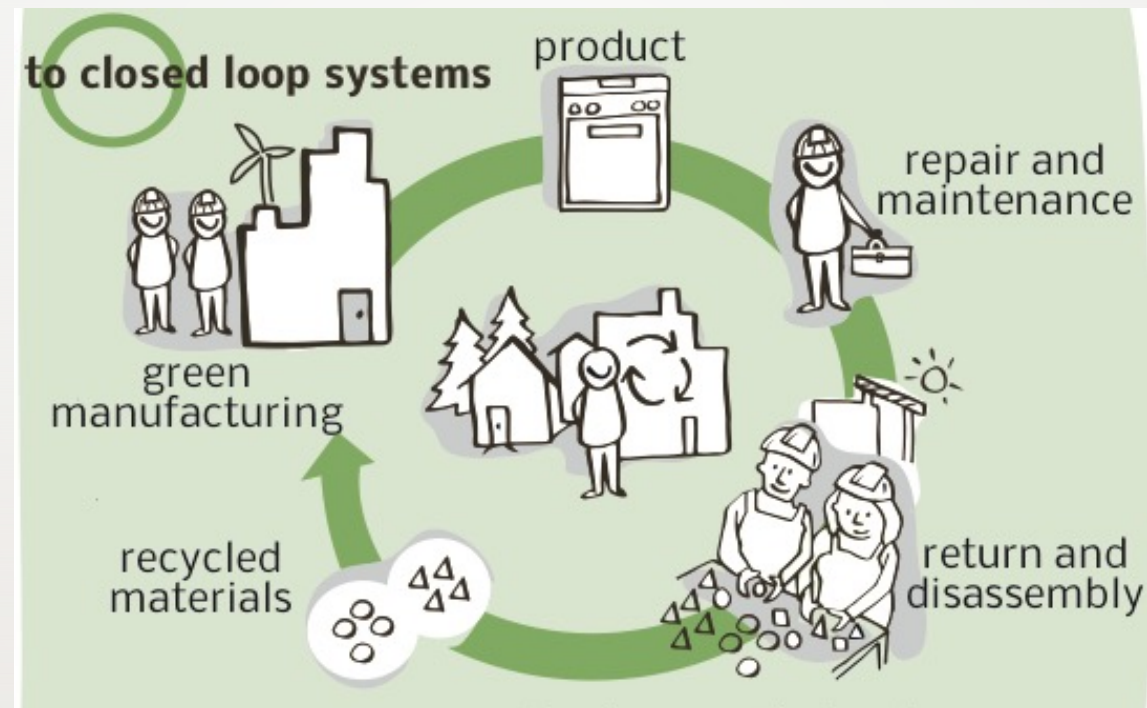 to closed loop systems
product
repair and
maintenance
green
manufacturing
recycled
materials
return and
disassembly